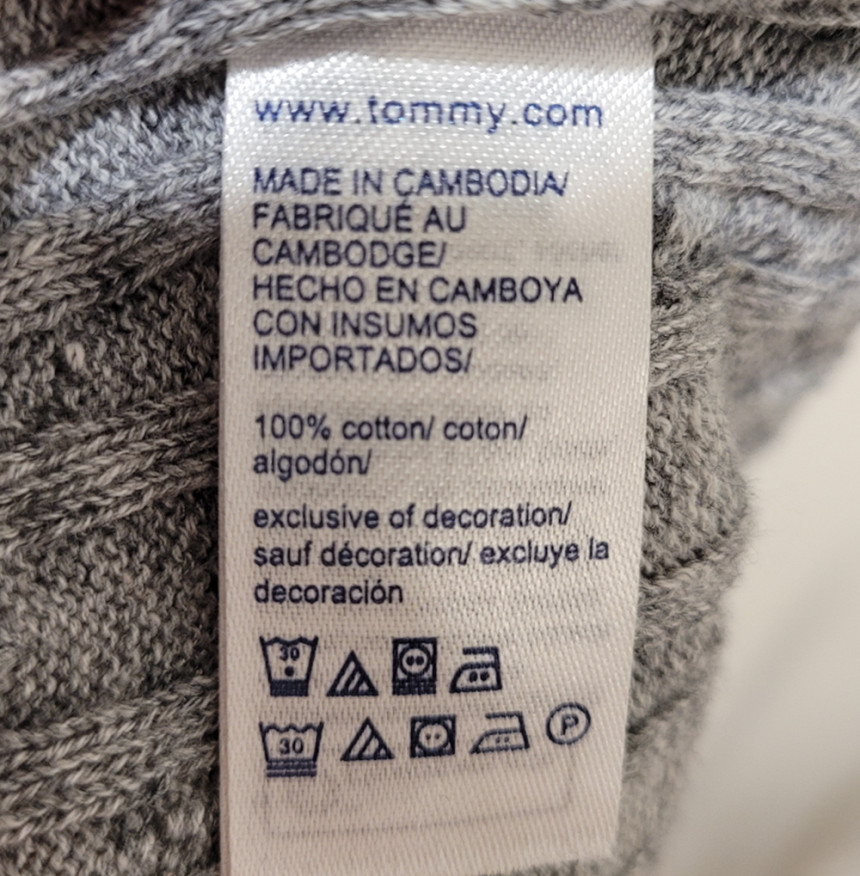 www.tommy.com
MADE IN CAMBODIA/
FABRIQUÉ AU
CAMBODGE/
HECHO EN CAMBOYA
CON INSUMOS
IMPORTADOS/
100% cotton/ coton/
algodón/
exclusive of decoration/
sauf décoration/ excluye la
decoración
30
30 P